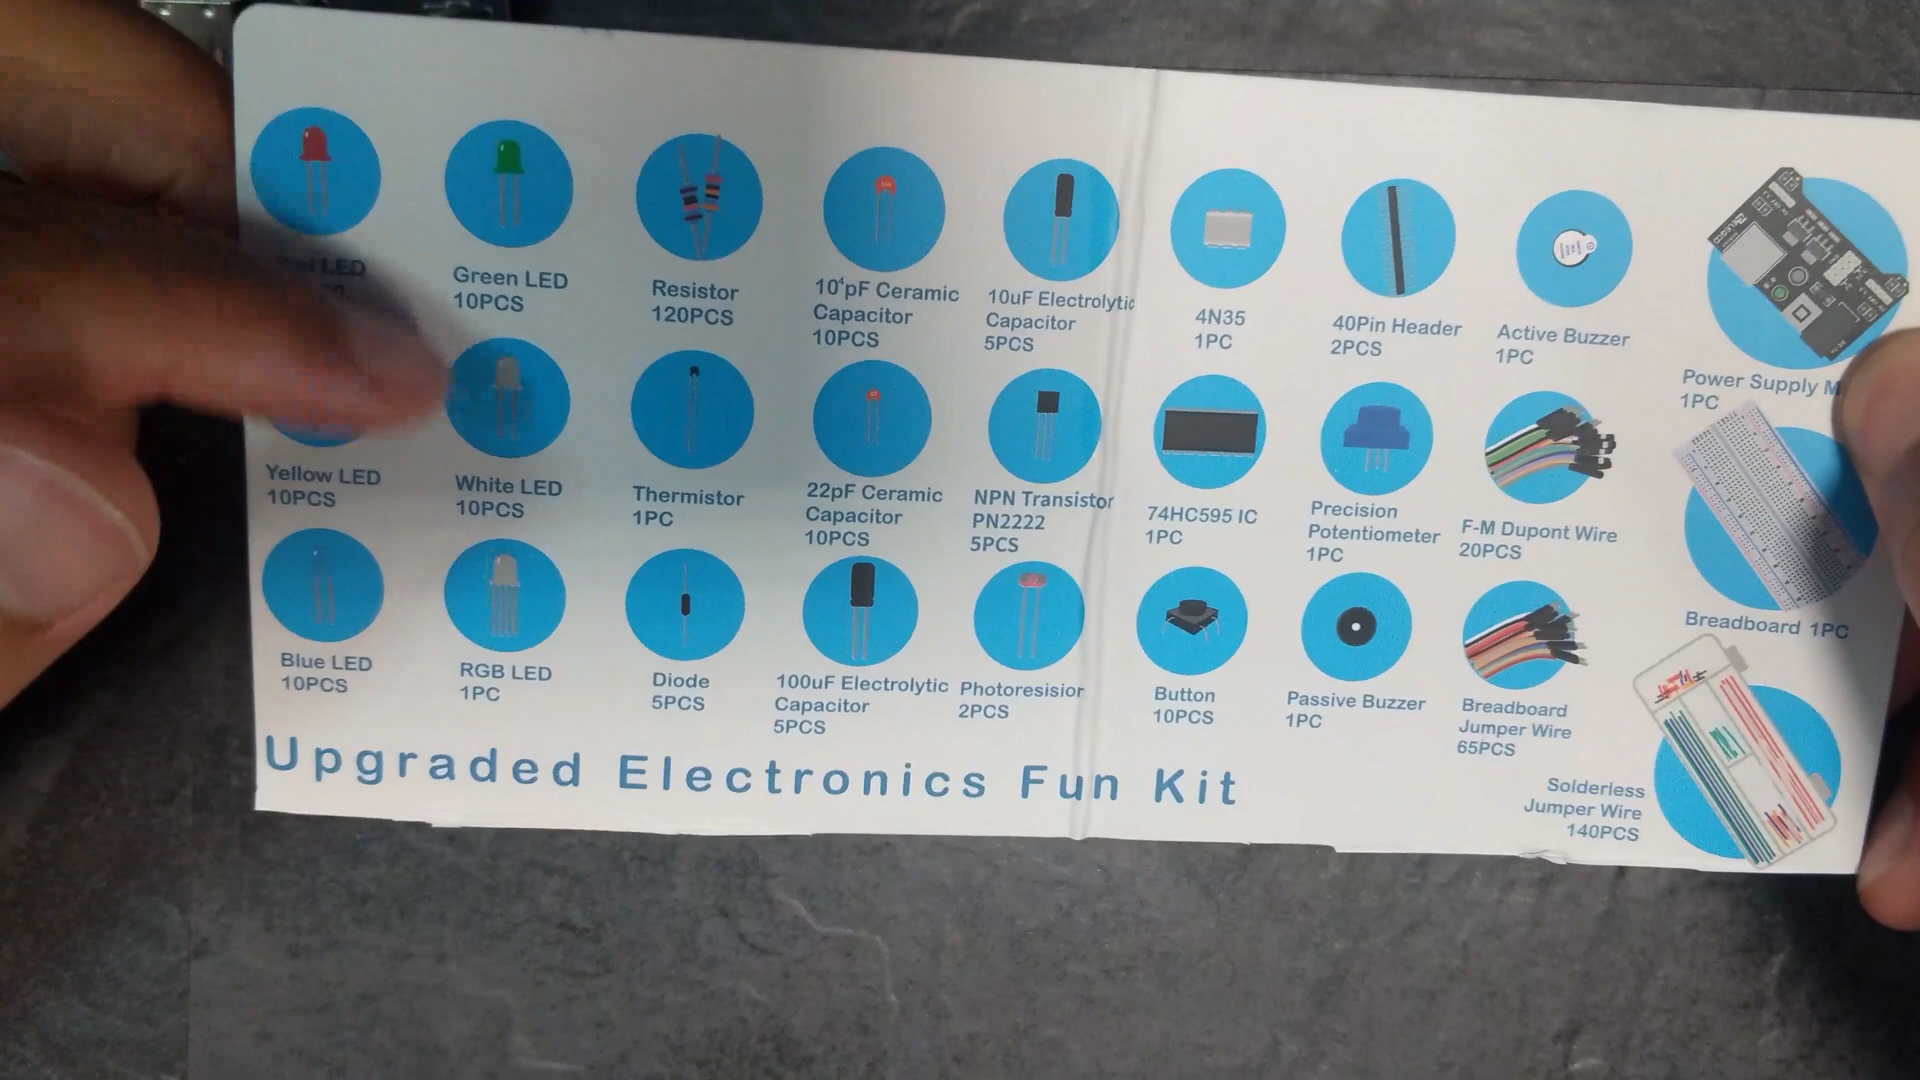 Red LED
Green LED
10PCS
Resistor
120PCS
10⁴pF Ceramic
Capacitor
10PCS
10uF Electrolytic
Capacitor
5PCS
4N35
1PC
40Pin Header
2PCS
Active Buzzer
1PC
Power Supply M
1PC
Yellow LED
10PCS
White LED
10PCS
Thermistor
1PC
22pF Ceramic
Capacitor
10PCS
NPN Transistor
PN2222
5PCS
74HC595 IC
1PC
Precision
Potentiometer
1PC
F-M Dupont Wire
20PCS
Breadboard 1PC
Blue LED
10PCS
RGB LED
1PC
Diode
5PCS
100uF Electrolytic
Capacitor
5PCS
Photoresisior
2PCS
Button
10PCS
Passive Buzzer
1PC
Breadboard
Jumper Wire
65PCS
Solderless
Jumper Wire
140PCS
Upgraded Electronics Fun Kit